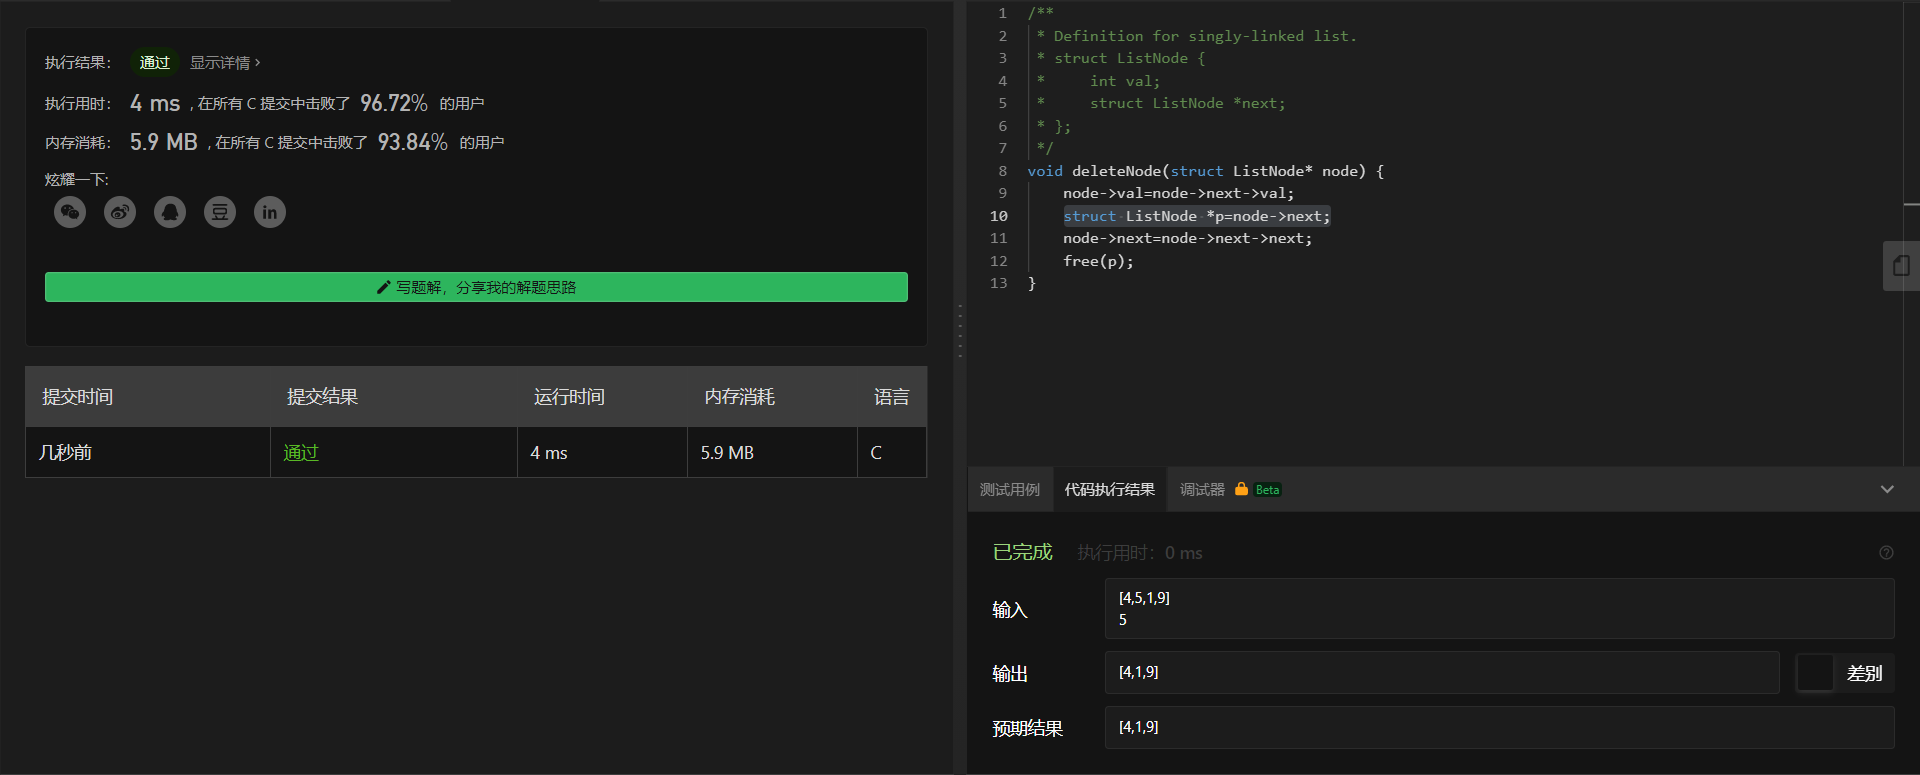 执行结果： 通过 显示详情 ›
执行用时： 4 ms , 在所有 C 提交中击败了 96.72% 的用户
内存消耗： 5.9 MB , 在所有 C 提交中击败了 93.84% 的用户
炫耀一下:
写题解，分享我的解题思路
提交时间 提交结果 运行时间 内存消耗 语言
几秒前 通过 4 ms 5.9 MB C
1 /**
2  * Definition for singly-linked list.
3  * struct ListNode {
4  *     int val;
5  *     struct ListNode *next;
6  * };
7  */
8 void deleteNode(struct ListNode* node) {
9     node->val=node->next->val;
10     struct ListNode *p=node->next;
11     node->next=node->next->next;
12     free(p);
13 }
测试用例 代码执行结果 调试器 Beta
已完成 执行用时：0 ms
输入
[4,5,1,9]
5
输出 [4,1,9] 差别
预期结果 [4,1,9]